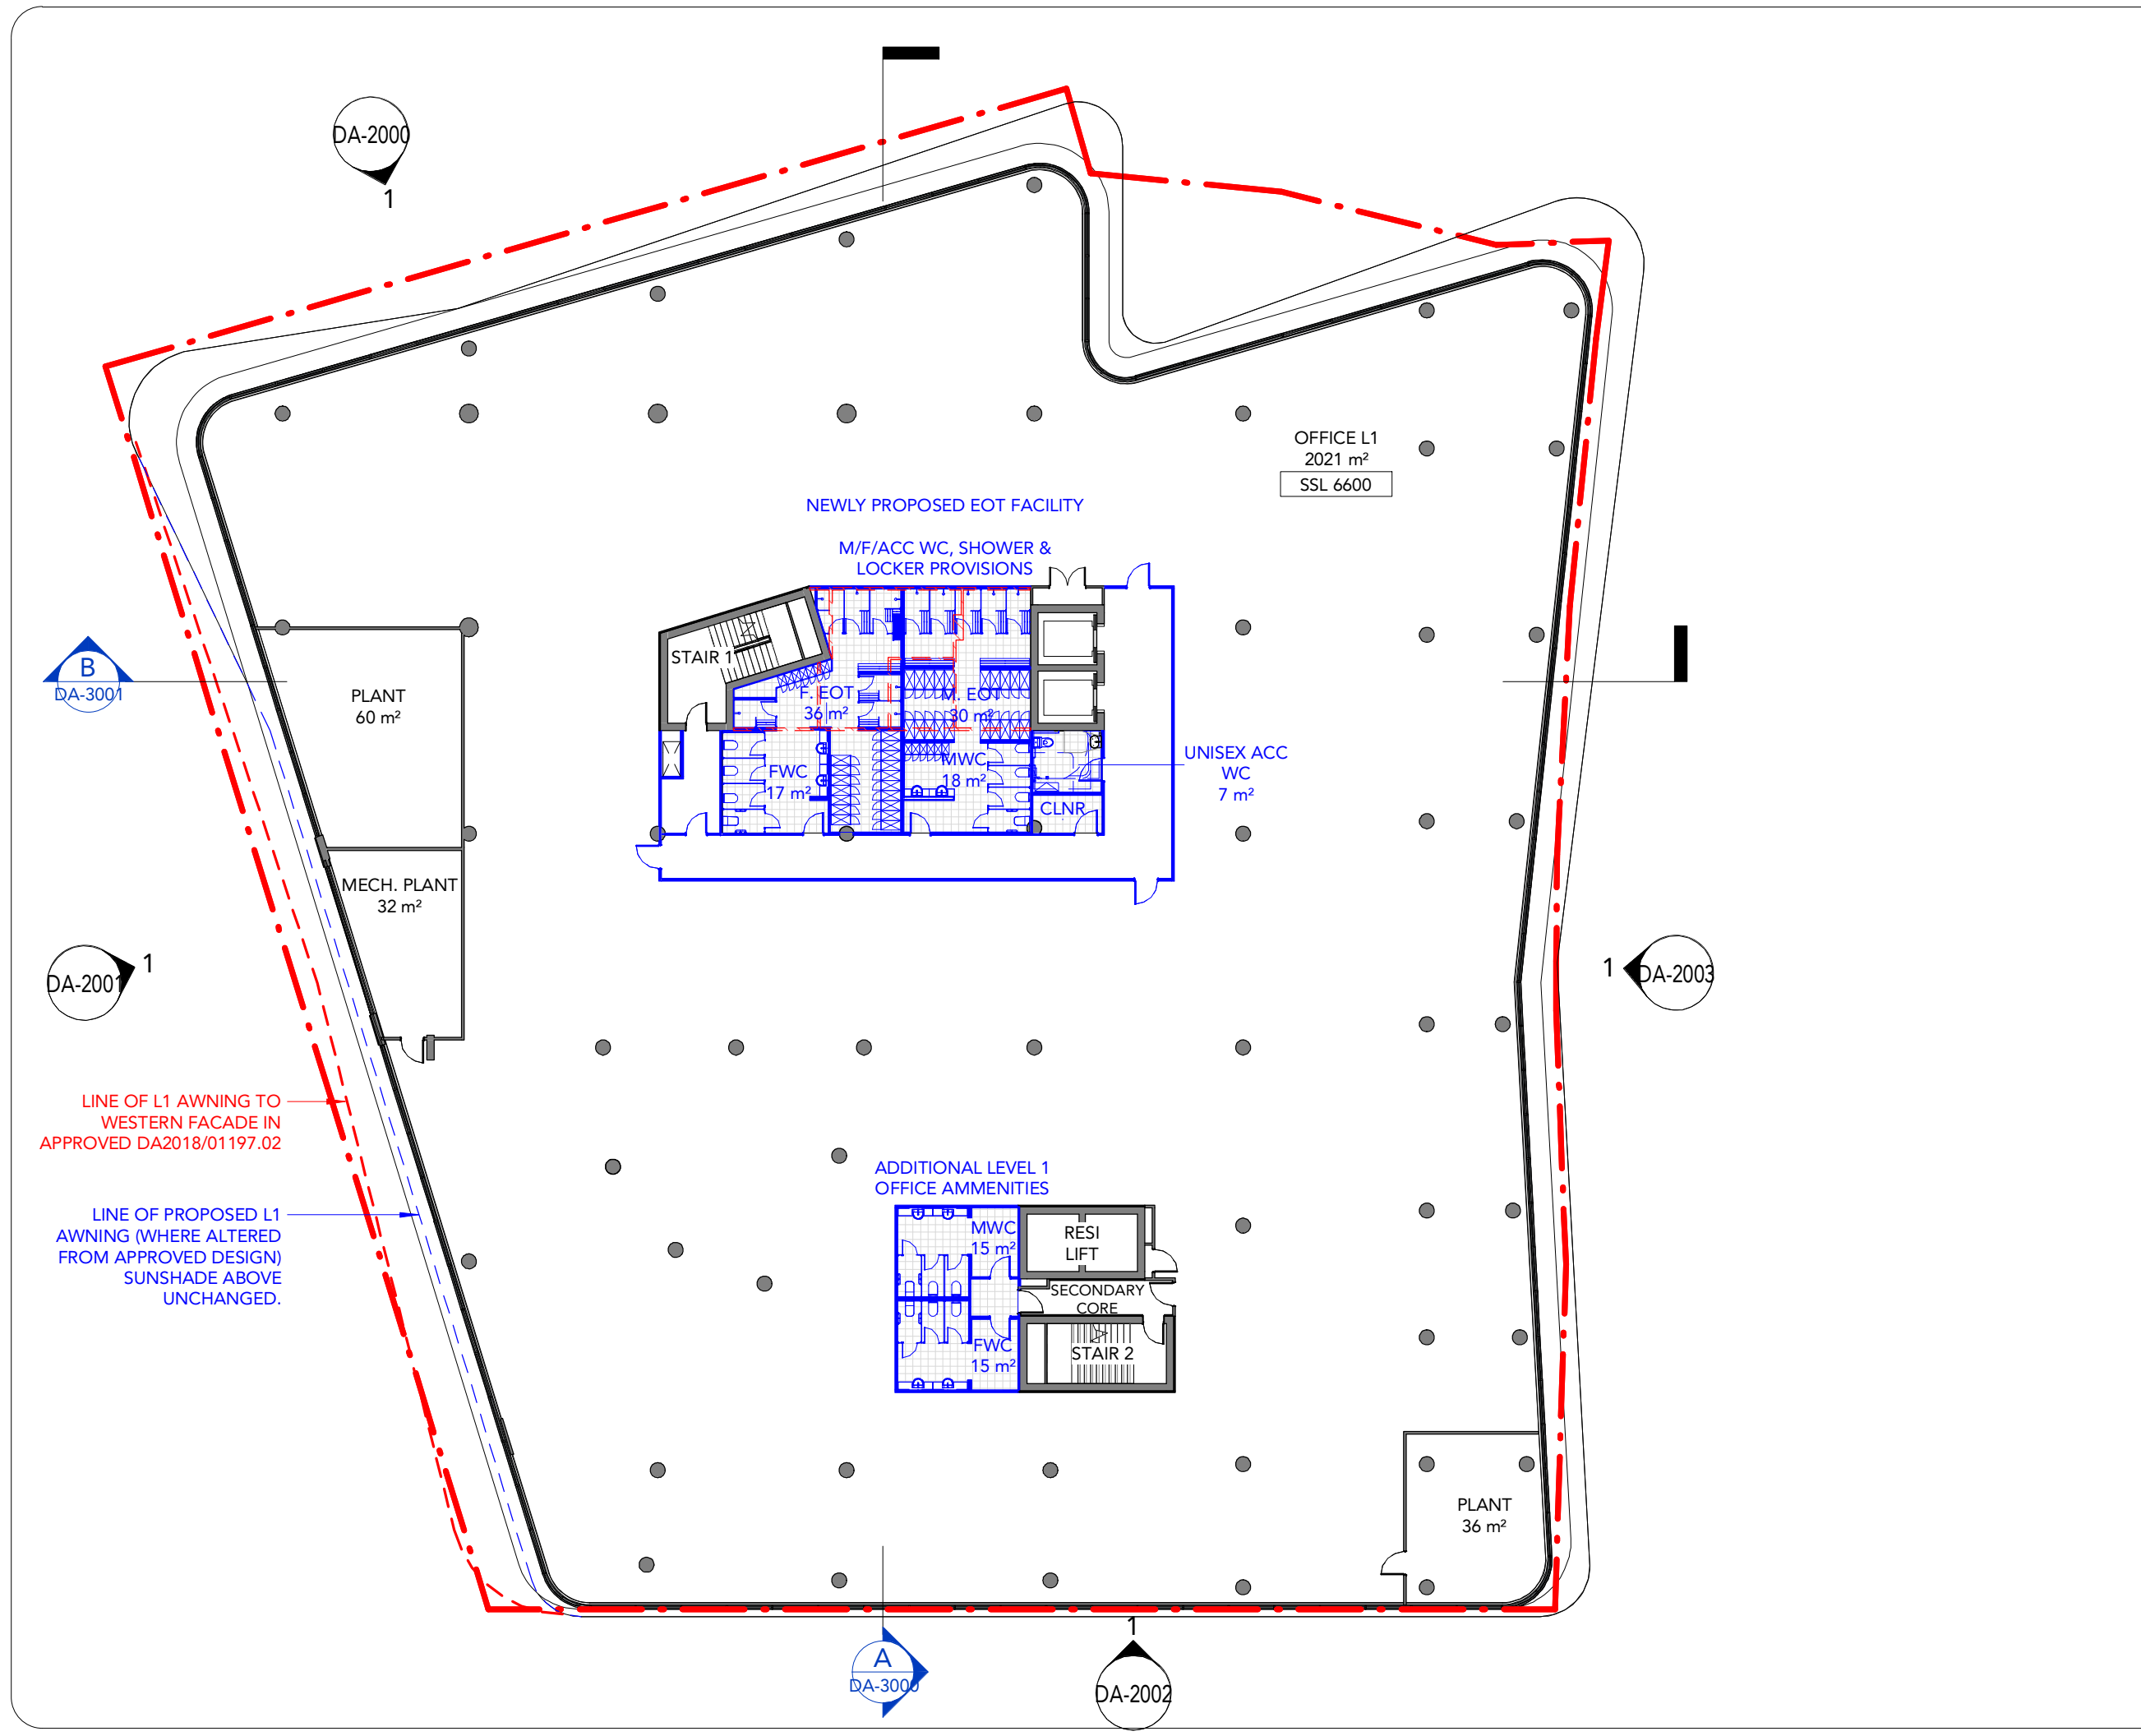 DA-2000
1
OFFICE L1
2021 m²
SSL 6600
NEWLY PROPOSED EOT FACILITY
M/F/ACC WC, SHOWER &
LOCKER PROVISIONS
STAIR 1
F. EOT
36 m²
M. EOT
30 m²
B
DA-3001
PLANT
60 m²
FWC
17 m²
MWC
18 m²
UNISEX ACC
WC
7 m²
CLNR
MECH. PLANT
32 m²
DA-2001
1
1
DA-2003
LINE OF L1 AWNING TO
WESTERN FACADE IN
APPROVED DA2018/01197.02
LINE OF PROPOSED L1
AWNING (WHERE ALTERED
FROM APPROVED DESIGN)
SUNSHADE ABOVE
UNCHANGED.
ADDITIONAL LEVEL 1
OFFICE AMMENITIES
MWC
15 m²
RESI
LIFT
SECONDARY
CORE
FWC
15 m²
STAIR 2
PLANT
36 m²
A
DA-3000
1
DA-2002